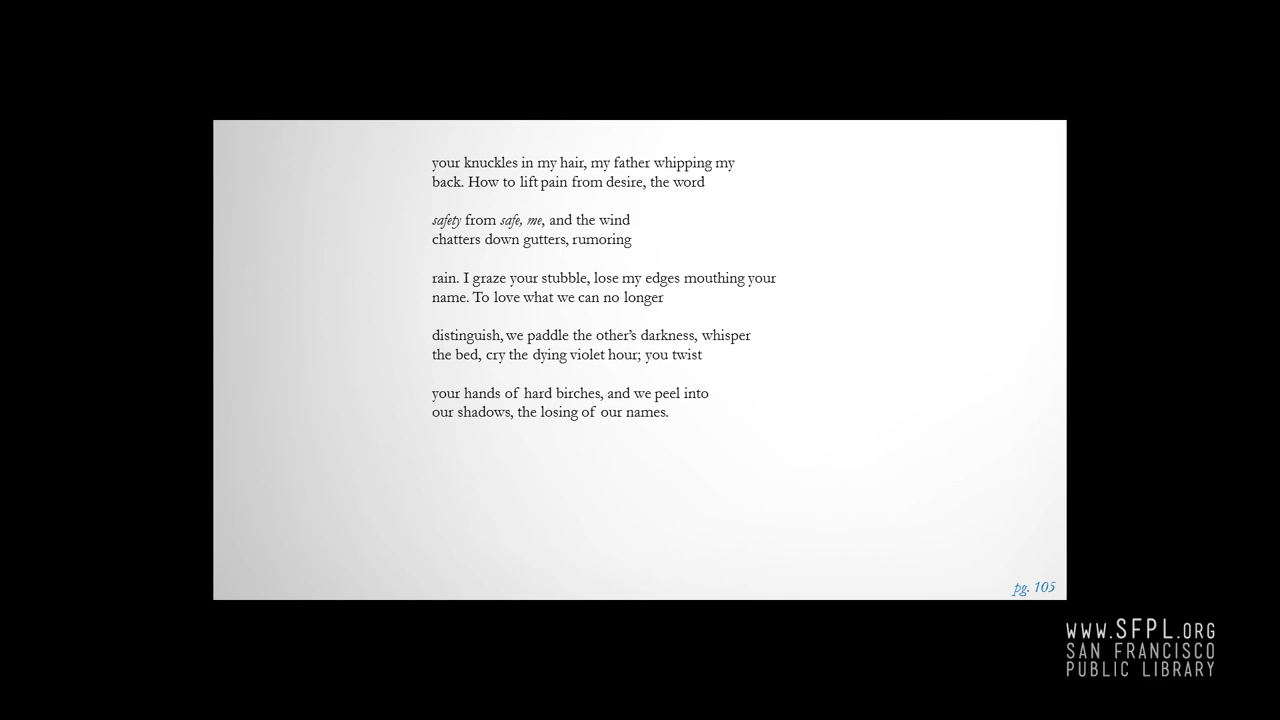 your knuckles in my hair, my father whipping my
back. How to lift pain from desire, the word
safety from safe, me, and the wind
chatters down gutters, rumoring
rain. I graze your stubble, lose my edges mouthing your
name. To love what we can no longer
distinguish, we paddle the other's darkness, whisper
the bed, cry the dying violet hour; you twist
your hands of hard birches, and we peel into
our shadows, the losing of our names.
pg. 105
WWW.SFPL.ORG
SAN FRANCISCO
PUBLIC LIBRARY